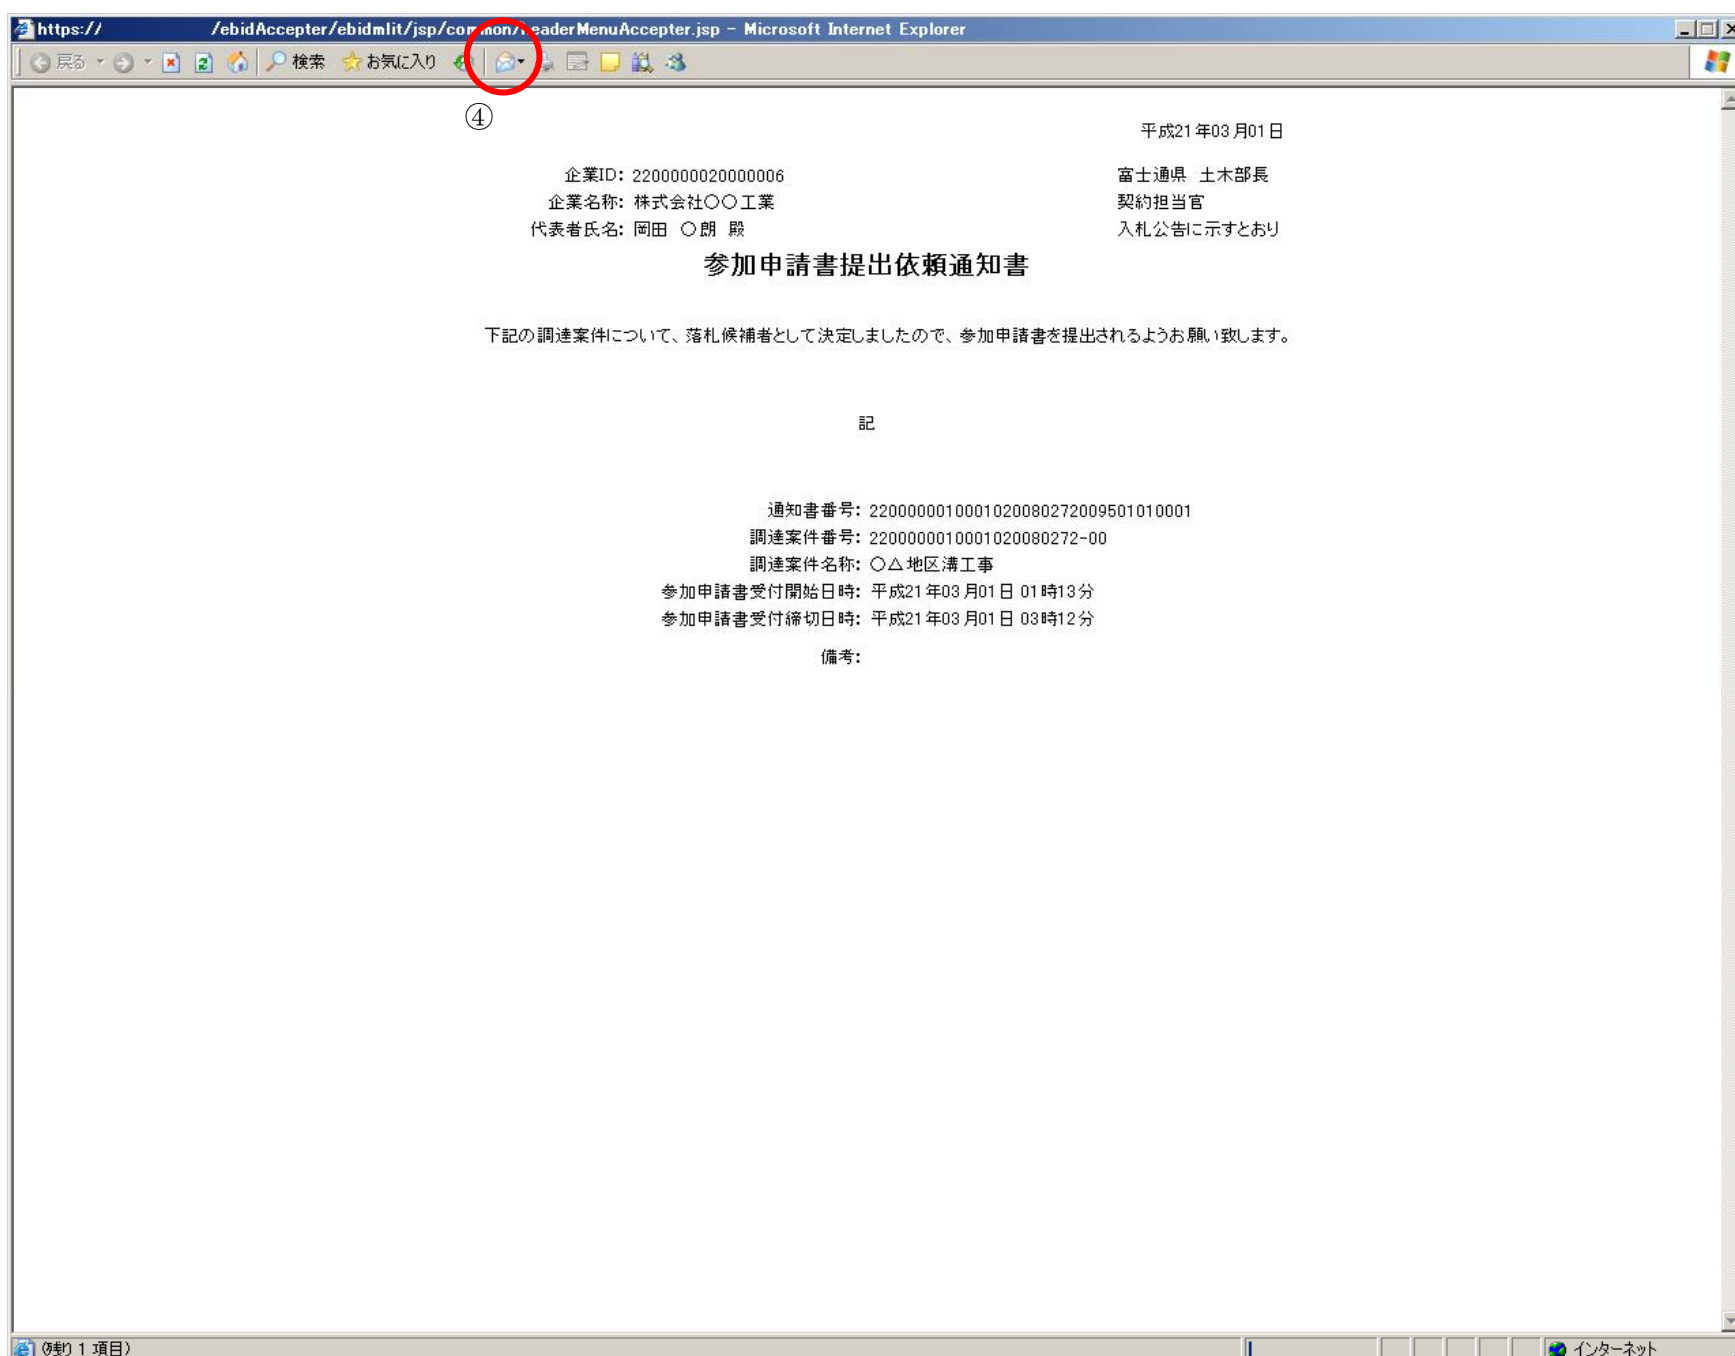 https://　　　　　　/ebidAccepter/ebidmlit/jsp/common/HeaderMenuAccepter.jsp - Microsoft Internet Explorer
戻る 検索 お気に入り
④
平成21年03月01日
企業ID: 2200000020000006 富士通県 土木部長
企業名称: 株式会社〇〇工業 契約担当官
代表者氏名: 岡田 〇朗 殿 入札公告に示すとおり
参加申請書提出依頼通知書
下記の調達案件について、落札候補者として決定しましたので、参加申請書を提出されるようお願い致します。
記
通知書番号: 2200000010001020080272009501010001
調達案件番号: 2200000010001020080272-00
調達案件名称: 〇△地区溝工事
参加申請書受付開始日時: 平成21年03月01日 01時13分
参加申請書受付締切日時: 平成21年03月01日 03時12分
備考:
(残り 1 項目) インターネット